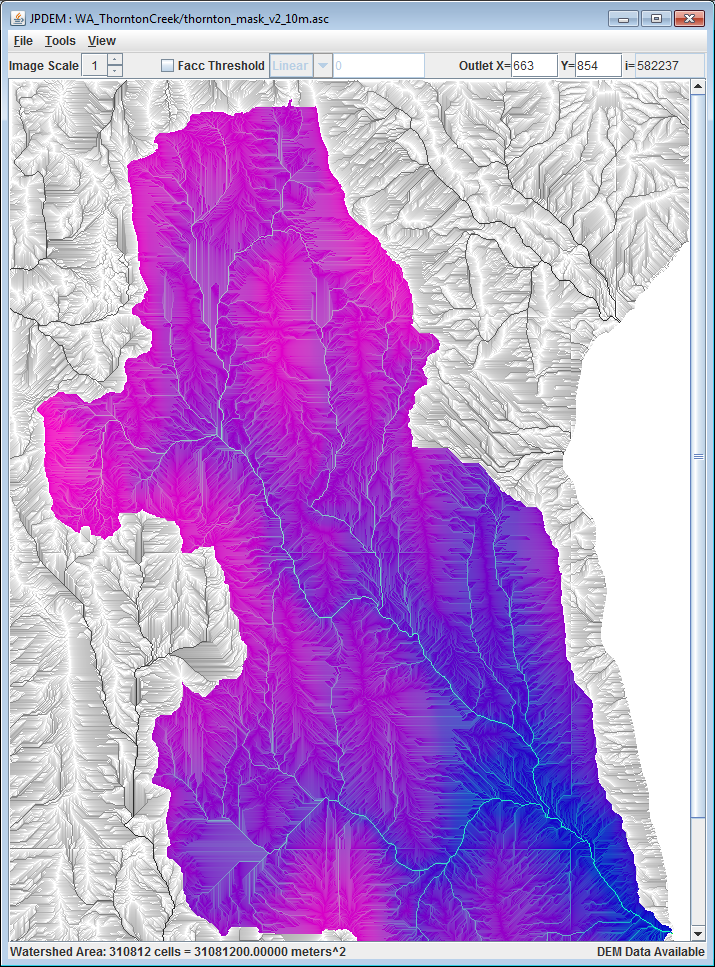 JPDEM : WA_ThorntonCreek/thornton_mask_v2_10m.asc
File Tools View
Image Scale 1 Facc Threshold Linear 0 Outlet X= 663 Y= 854 i= 582237
Watershed Area: 310812 cells = 31081200.00000 meters^2 DEM Data Available